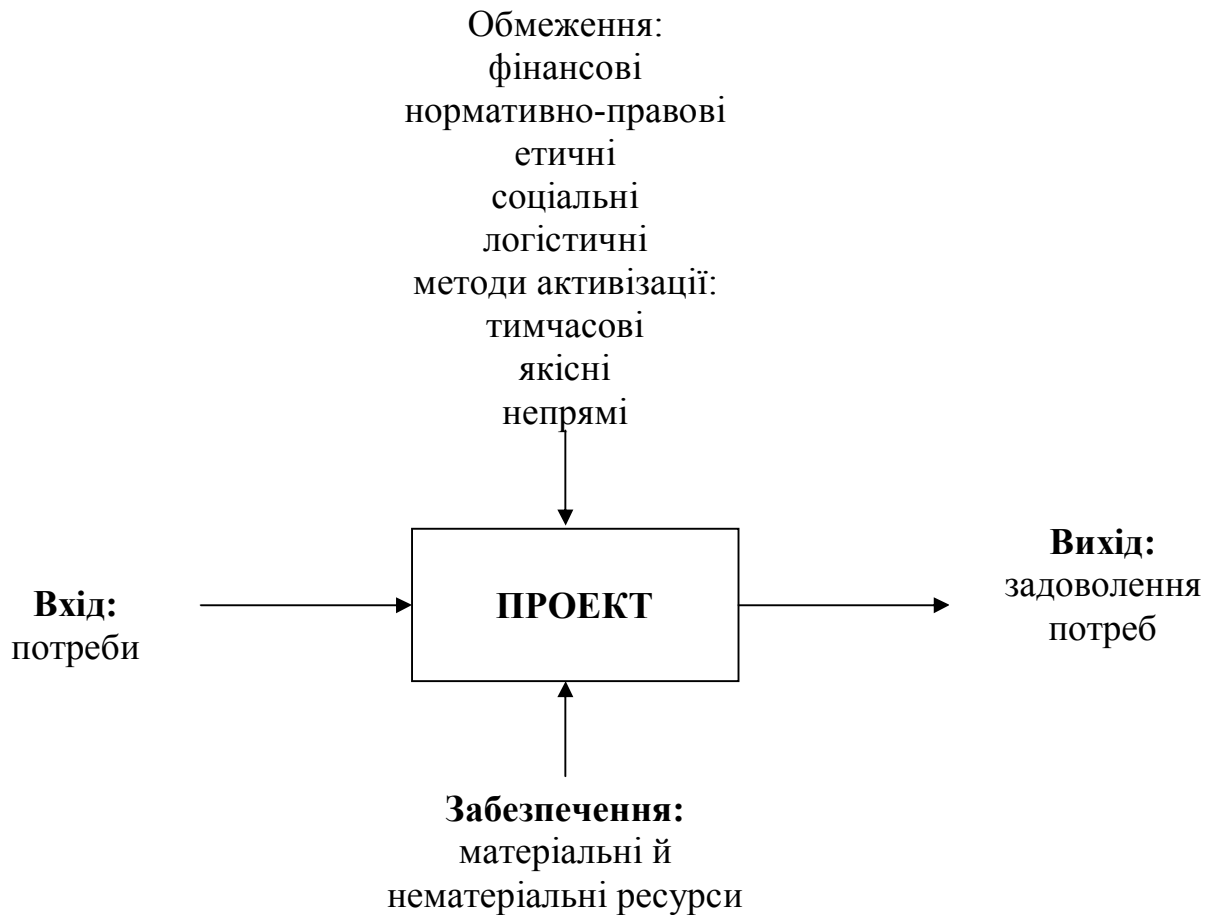 Обмеження:
фінансові
нормативно-правові
етичні
соціальні
логістичні
методи активізації:
тимчасові
якісні
непрямі
Вхід:
потреби
ПРОЕКТ
Вихід:
задоволення
потреб
Забезпечення:
матеріальні й
нематеріальні ресурси